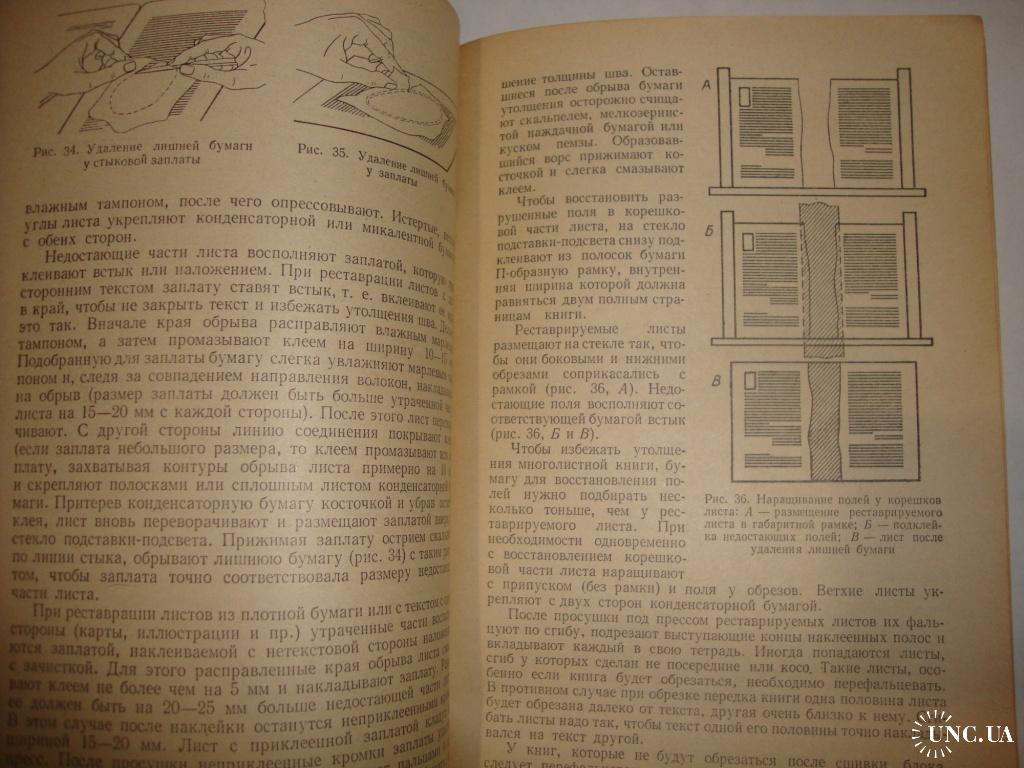 Рис. 34. Удаление лишней бумаги
у стыковой заплаты
Рис. 35. Удаление лишней
у заплаты
влажным тампоном, после чего опрессовывают. Истертые,
углы листа укрепляют конденсаторной или микалентной
с обеих сторон.
Недостающие части листа восполняют заплатой, которую
клеивают встык или наложением. При реставрации листов с
сторонним текстом заплату ставят встык, т. е. вклеивают ее
в край, чтобы не закрыть текст и избежать утолщения шва.
это так. Вначале края обрыва расправляют влажным
тампоном, а затем промазывают клеем на ширину
Подобранную для заплаты бумагу слегка увлажняют марлевым
поном и, следя за совпадением направления волокон,
на обрыв (размер заплаты должен быть больше утраченной
листа на 15—20 мм с каждой стороны). После этого лист
чивают. С другой стороны линию соединения покрывают
(если заплата небольшого размера, то клеем промазывают
плату, захватывая контуры обрыва листа примерно на
и скрепляют полосками или сплошным листом конденсаторной
маги. Притерев конденсаторную бумагу косточкой и убрав
клея, лист вновь переворачивают и размещают заплатой
стекло подставки-подсвета. Прижимая заплату острием
по линии стыка, обрывают лишнюю бумагу (рис. 34) с таким
том, чтобы заплата точно соответствовала размеру
части листа.
При реставрации листов из плотной бумаги или с текстом с
стороны (карты, иллюстрации и пр.) утраченные части
ются заплатой, наклеиваемой с нетекстовой стороны
с зачисткой. Для этого расправленные края обрыва листа
вают клеем не более чем на 5 мм и накладывают заплату.
ее должен быть на 20—25 мм больше недостающей части
В этом случае после наклейки останутся неприклеенными
шириной 15—20 мм. Лист с приклеенной заплатой
После просушки неприклеенные кромки заплаты
шение толщины шва. Остав-
шиеся после обрыва бумаги
утолщения осторожно счища-
ют скальпелем, мелкозернис-
той наждачной бумагой или
куском пемзы. Образовав-
шийся ворс прижимают ко-
сточкой и слегка смазывают
клеем.
Чтобы восстановить раз-
рушенные поля в корешко-
вой части листа, на стекло
подставки-подсвета снизу под-
клеивают из полосок бумаги
П-образную рамку, внутрен-
няя ширина которой должна
равняться двум полным стра-
ницам книги.
Реставрируемые листы
размещают на стекле так, что-
бы они боковыми и нижними
обрезами соприкасались с
рамкой (рис. 36, А). Недо-
стающие поля восполняют со-
ответствующей бумагой встык
(рис. 36, Б и В).
Чтобы избежать утолще-
ния многолистной книги, бу-
магу для восстановления по-
лей нужно подбирать нес-
колько тоньше, чем у рес-
таврируемого листа. При
необходимости одновременно
с восстановлением корешко-
вой части листа наращивают
с припуском (без рамки) и поля у обрезов. Ветхие листы ук-
репляют с двух сторон конденсаторной бумагой.
После просушки под прессом реставрируемых листов их фаль-
цуют по сгибу, подрезают выступающие концы наклеенных полос и
вкладывают каждый в свою тетрадь. Иногда попадаются листы,
сгиб у которых сделан не посередине или косо. Такие листы, осо-
бенно если книга будет обрезаться, необходимо перефальцевать.
В противном случае при обрезке передка книги одна половина листа
будет обрезана далеко от текста, другая очень близко к нему.
бать листы надо так, чтобы текст одной его половины точно
вался на текст другой.
У книг, которые не будут обрезаться после сшивки
следует
А
Б
В
Рис. 36. Наращивание полей у корешков
листа: А — размещение реставрируемого
листа в габаритной рамке; Б — подклей-
ка недостающих полей; В — лист после
удаления лишней бумаги
UNC.UA